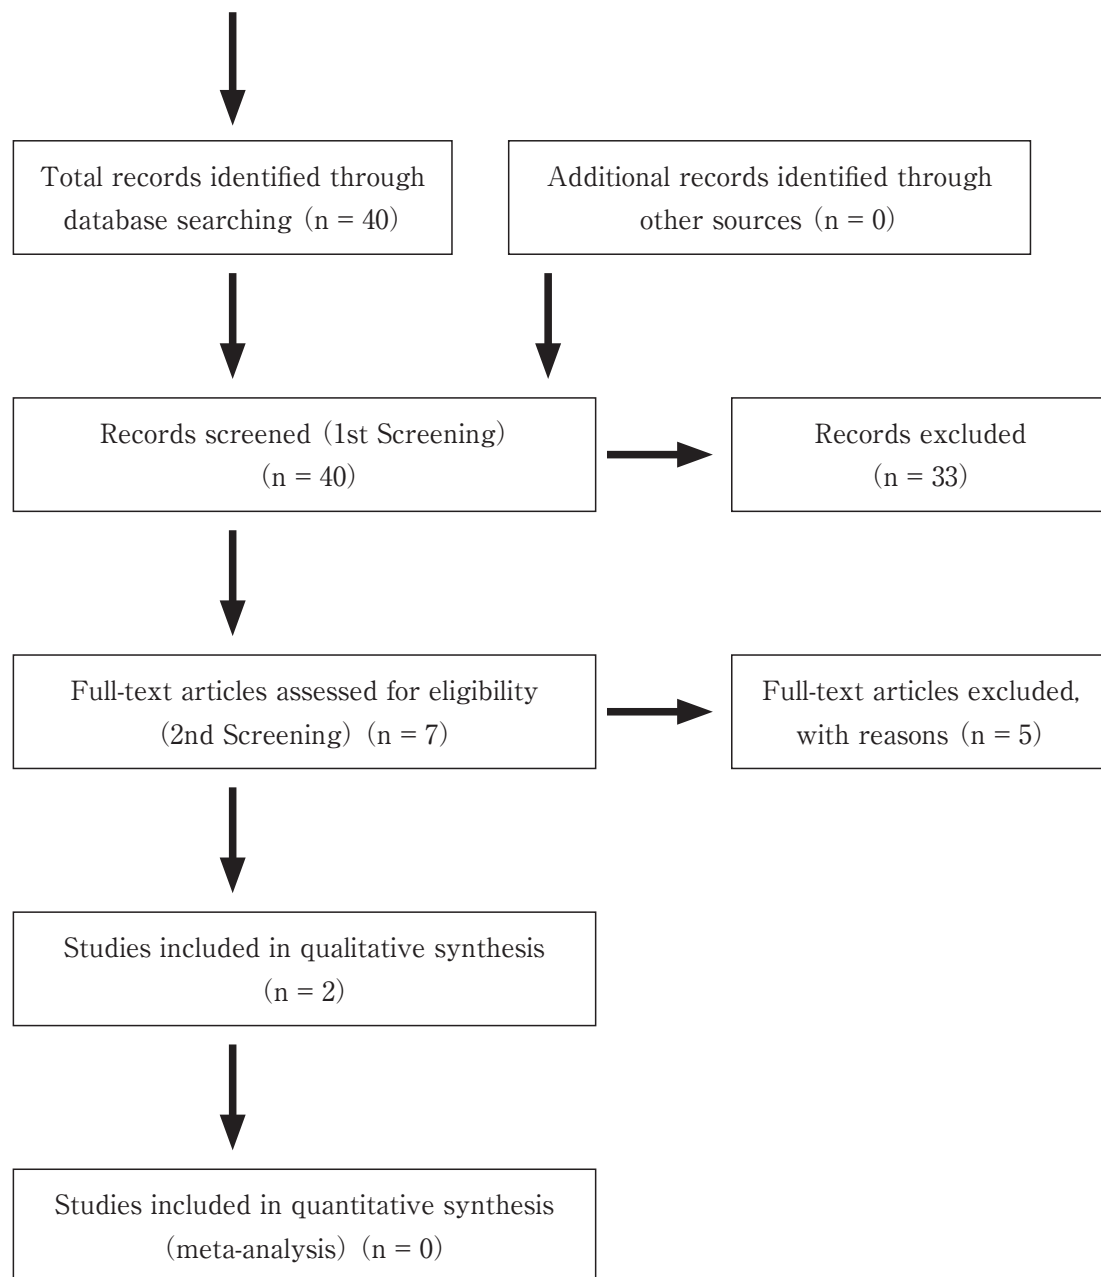 Total records identified through
database searching (n = 40)
Additional records identified through
other sources (n = 0)
Records screened (1st Screening)
(n = 40)
Records excluded
(n = 33)
Full-text articles assessed for eligibility
(2nd Screening) (n = 7)
Full-text articles excluded,
with reasons (n = 5)
Studies included in qualitative synthesis
(n = 2)
Studies included in quantitative synthesis
(meta-analysis) (n = 0)